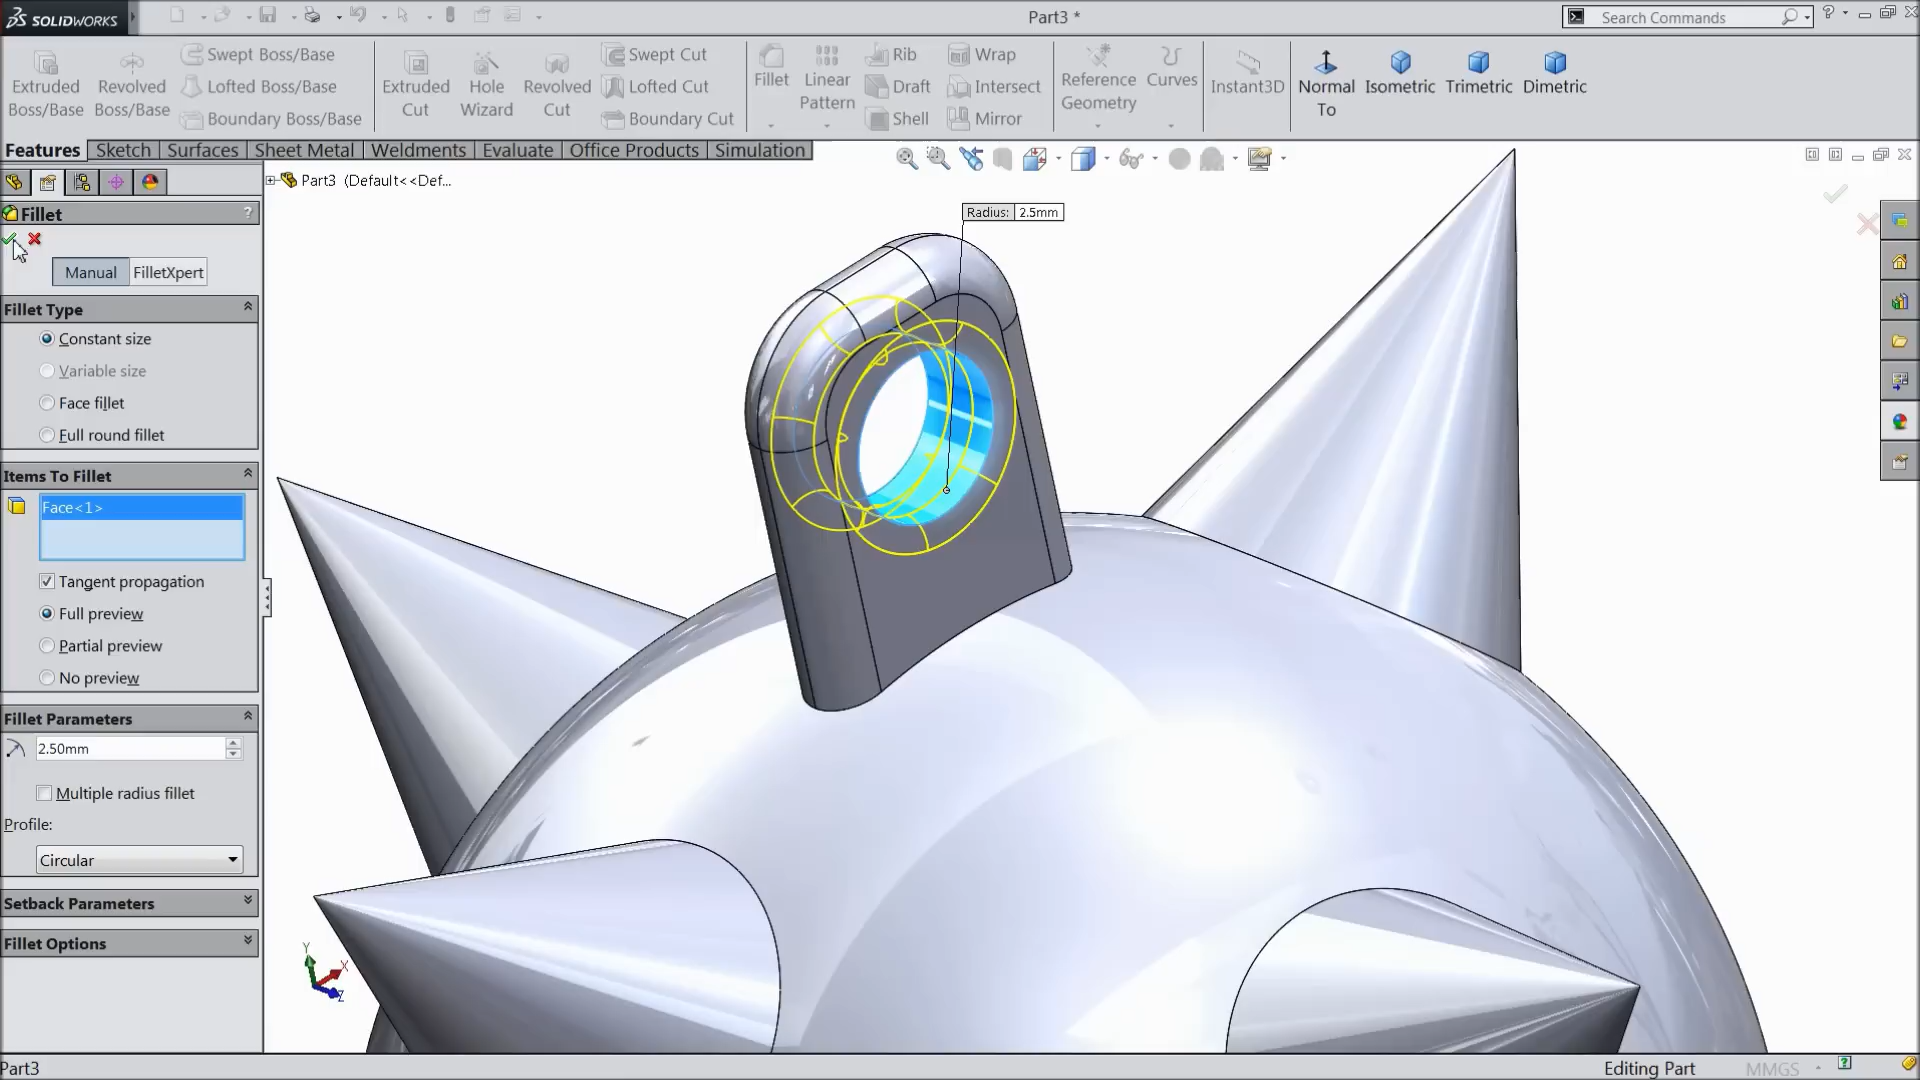 SOLIDWORKS
Part3 *
Search Commands
?
Extruded Boss/Base
Revolved Boss/Base
Swept Boss/Base
Lofted Boss/Base
Boundary Boss/Base
Extruded Cut
Hole Wizard
Revolved Cut
Swept Cut
Lofted Cut
Boundary Cut
Fillet
Linear Pattern
Rib
Draft
Shell
Wrap
Intersect
Mirror
Reference Geometry
Curves
Instant3D
Normal To
Isometric
Trimetric
Dimetric
Features
Sketch
Surfaces
Sheet Metal
Weldments
Evaluate
Office Products
Simulation
Part3 (Default<<Def...
Fillet
?
Manual
FilletXpert
Fillet Type
Constant size
Variable size
Face fillet
Full round fillet
Items To Fillet
Face<1>
Tangent propagation
Full preview
Partial preview
No preview
Fillet Parameters
2.50mm
Multiple radius fillet
Profile:
Circular
Setback Parameters
Fillet Options
Radius: 2.5mm
Y
X
Z
Part3
Editing Part
MMGS
?